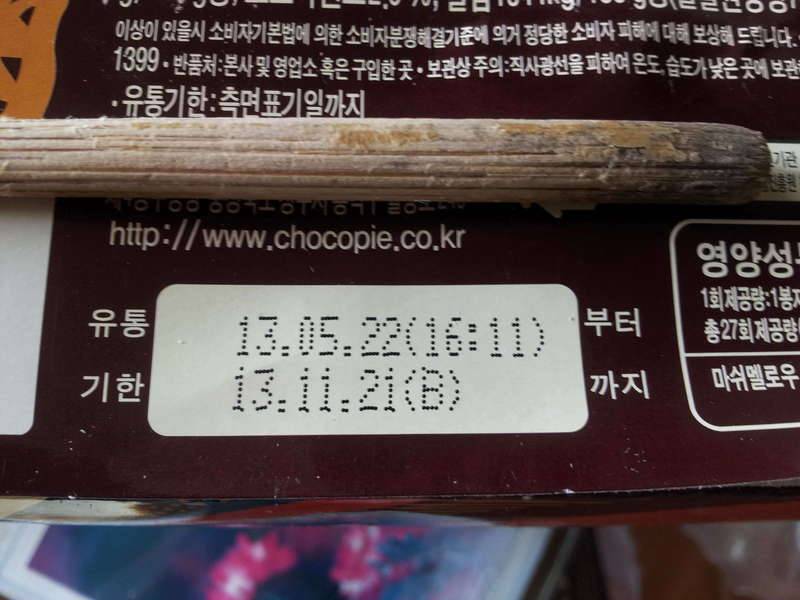 이상이 있을시 소비자기본법에 의한 소비자분쟁해결기준에 의거 정당한 소비자 피해에 대해 보상해 드립니다.
1399 • 반품처:본사 및 영업소 혹은 구입한 곳 • 보관상 주의:직사광선을 피하여 온도, 습도가 낮은 곳에
• 유통기한:측면표기일까지
http://www.chocopie.co.kr
유통 13.05.22(16:11) 부터
기한 13.11.21(B) 까지
영양성
1회제공량:1봉지
총27회제공량
마쉬멜로우